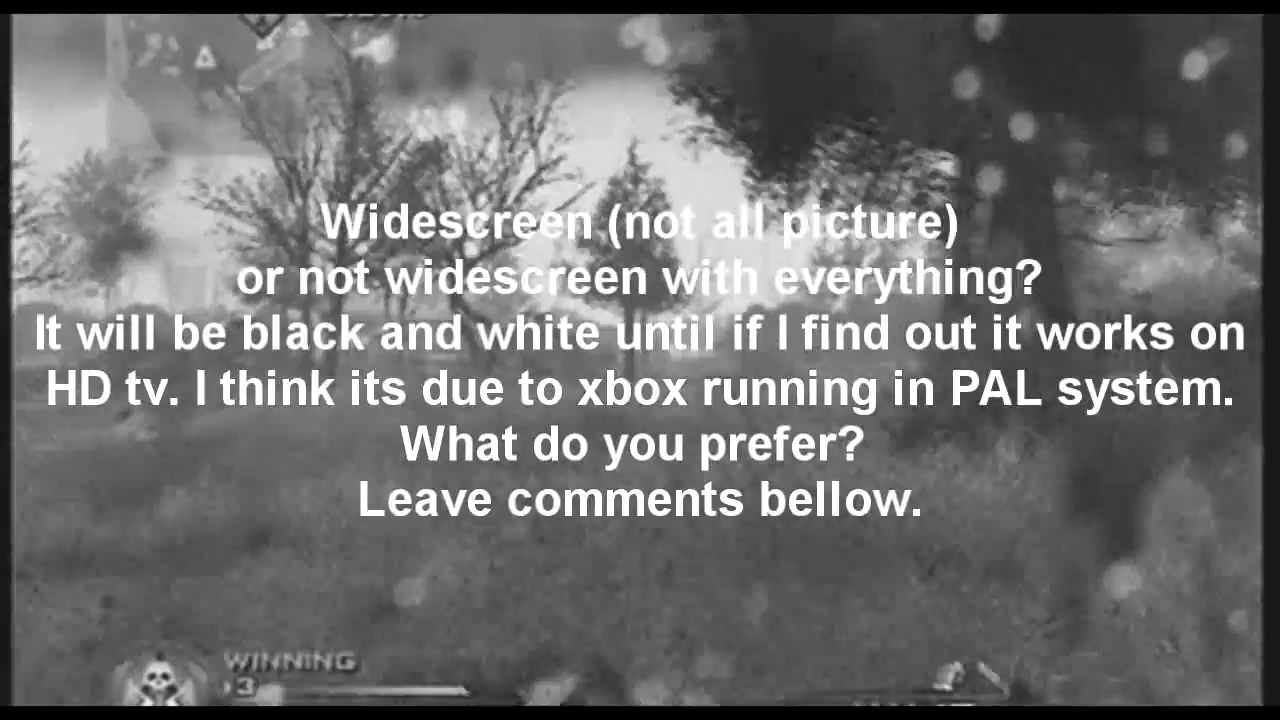 Widescreen (not all picture)
or not widescreen with everything?
It will be black and white until if I find out it works on
HD tv. I think its due to xbox running in PAL system.
What do you prefer?
Leave comments bellow.
WINNING
3